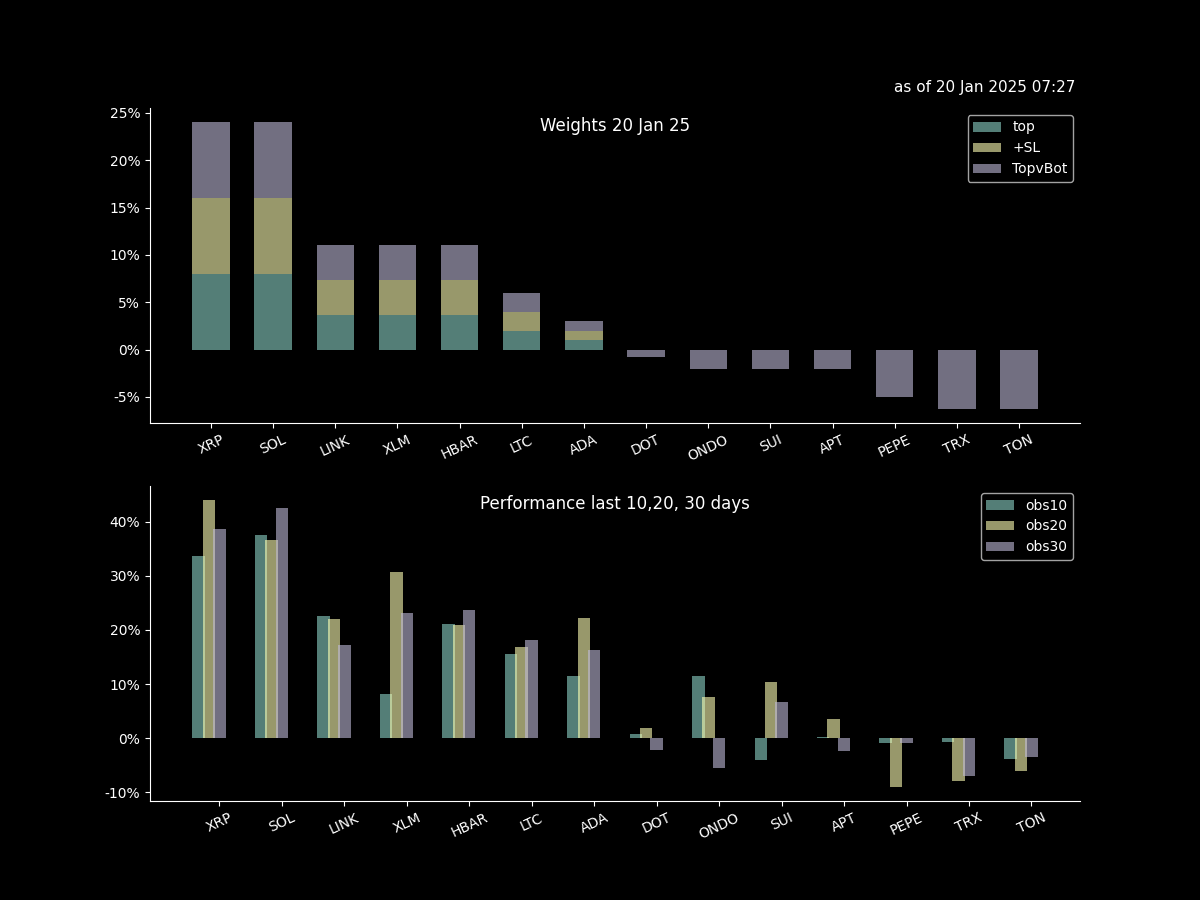 as of 20 Jan 2025 07:27
Weights 20 Jan 25
top
+SL
TopvBot
25%
20%
15%
10%
5%
0%
-5%
XRP SOL LINK XLM HBAR LTC ADA DOT ONDO SUI APT PEPE TRX TON
Performance last 10,20, 30 days
obs10
obs20
obs30
40%
30%
20%
10%
0%
-10%
XRP SOL LINK XLM HBAR LTC ADA DOT ONDO SUI APT PEPE TRX TON